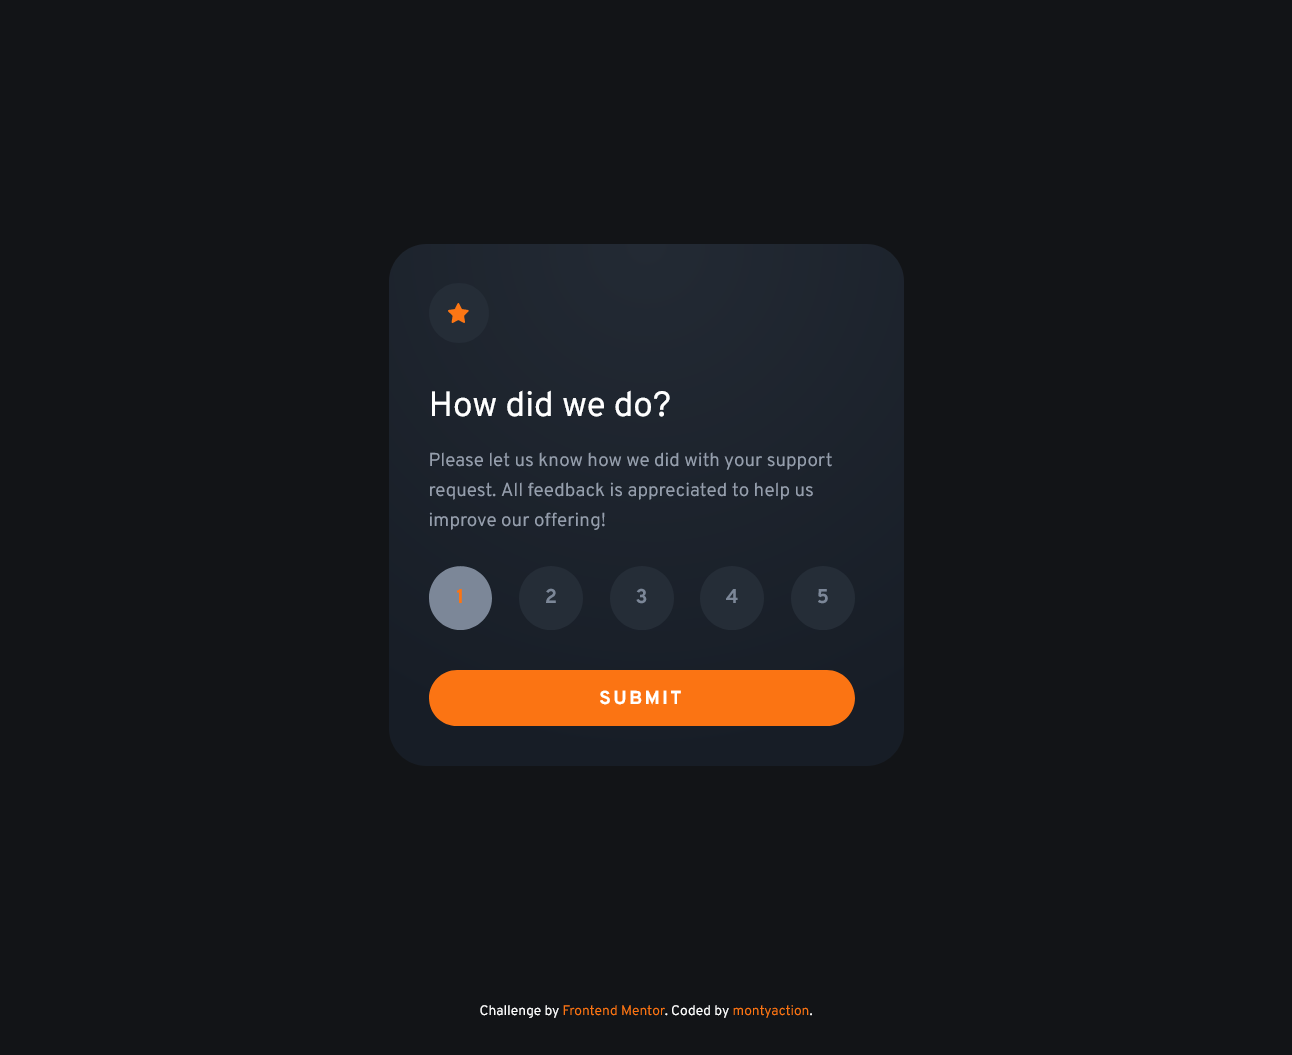 How did we do?
Please let us know how we did with your support
request. All feedback is appreciated to help us
improve our offering!
1 2 3 4 5
SUBMIT
Challenge by Frontend Mentor. Coded by montyaction.